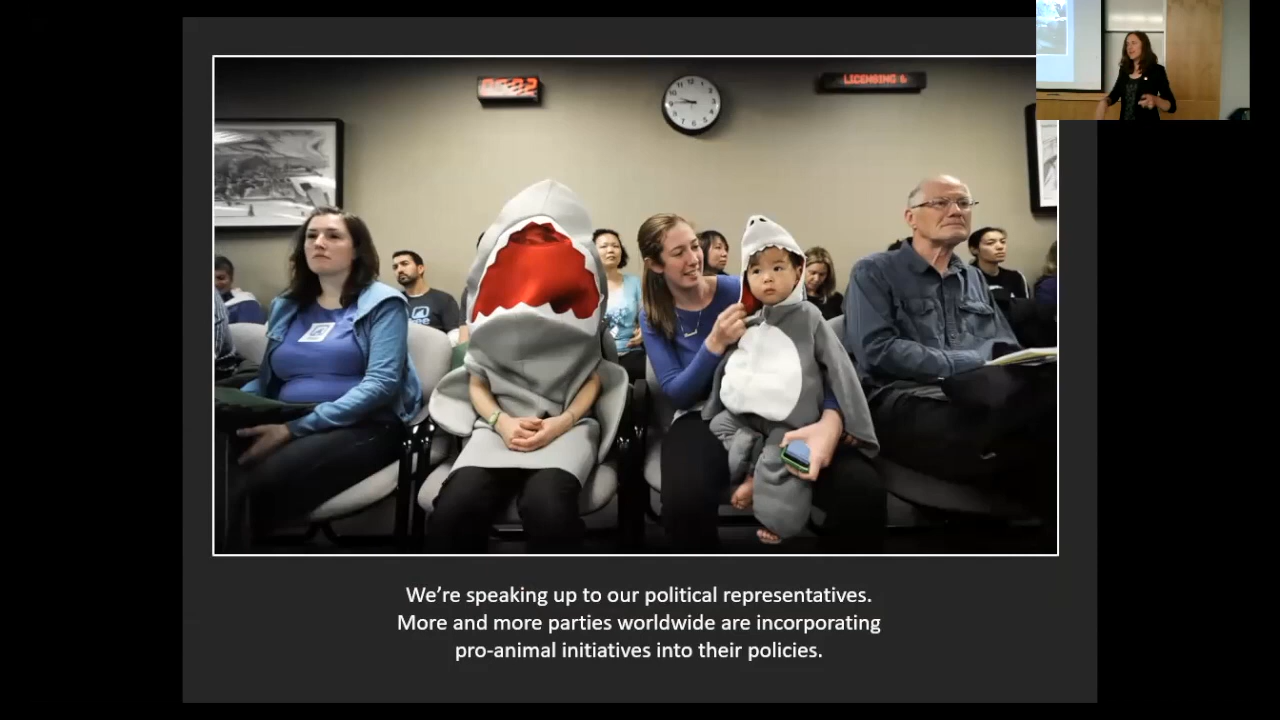 LICENSING &
We're speaking up to our political representatives.
More and more parties worldwide are incorporating
pro-animal initiatives into their policies.